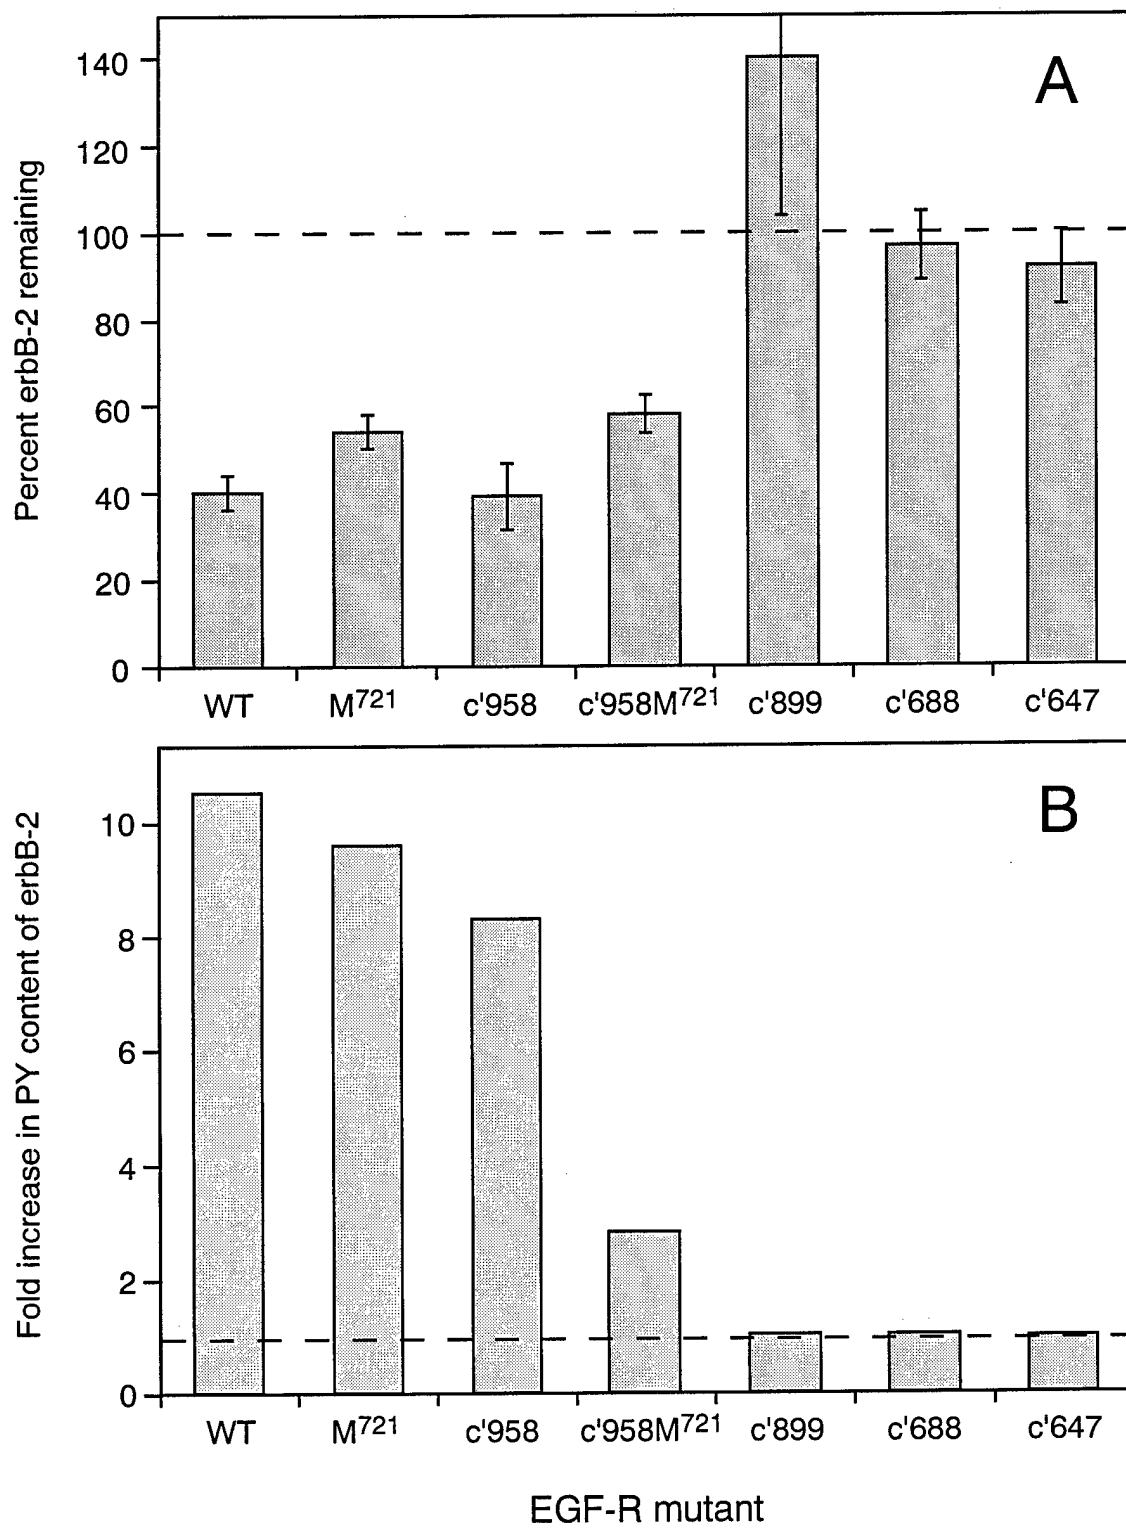 A
Percent erbB-2 remaining
140
120
100
80
60
40
20
0
WT M721 c'958 c'958M721 c'899 c'688 c'647
B
Fold increase in PY content of erbB-2
10
8
6
4
2
0
WT M721 c'958 c'958M721 c'899 c'688 c'647
EGF-R mutant